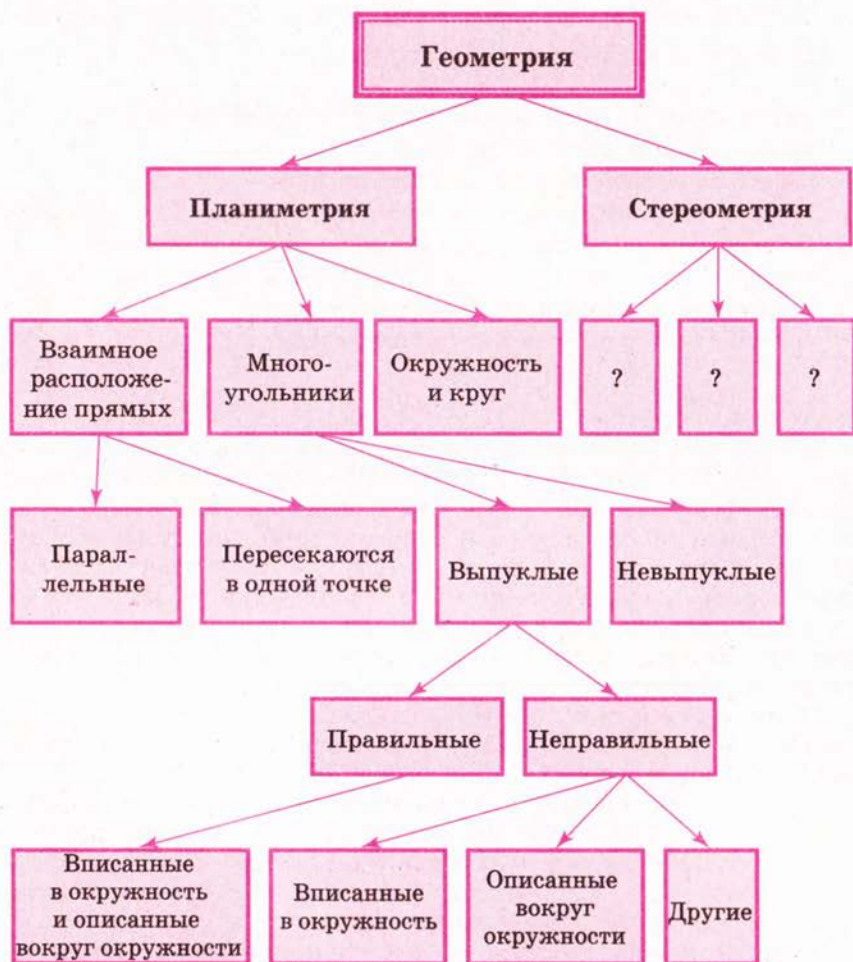 Геометрия
Планиметрия
Стереометрия
Взаимное
расположе-
ние прямых
Много-
угольники
Окружность
и круг
?
?
?
Парал-
лельные
Пересекаются
в одной точке
Выпуклые
Невыпуклые
Правильные
Неправильные
Вписанные
в окружность
и описанные
вокруг окружности
Вписанные
в окружность
Описанные
вокруг
окружности
Другие